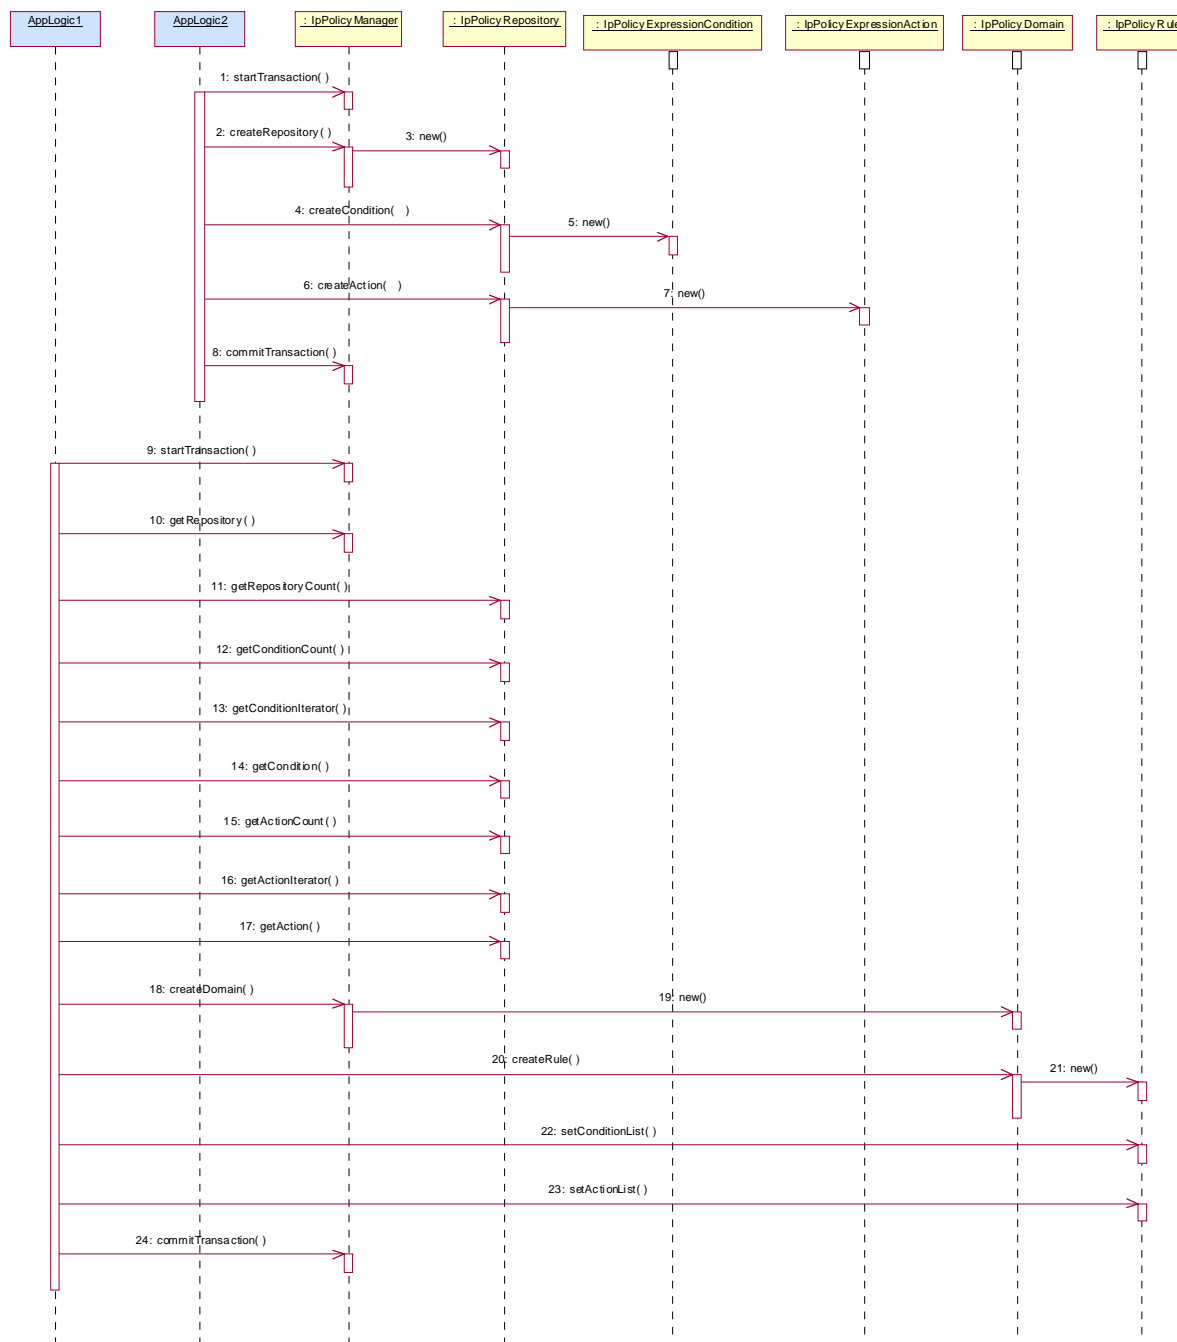 AppLogic1
AppLogic2
: IpPolicyManager
: IpPolicyRepository
: IpPolicyExpressionCondition
: IpPolicyExpressionAction
: IpPolicyDomain
: IpPolicyRule
1: startTransaction( )
2: createRepository( )
3: new()
4: createCondition( )
5: new()
6: createAction( )
7: new()
8: commitTransaction( )
9: startTransaction( )
10: getRepository( )
11: getRepositoryCount( )
12: getConditionCount( )
13: getConditionIterator( )
14: getCondition( )
15: getActionCount( )
16: getActionIterator( )
17: getAction( )
18: createDomain( )
19: new()
20: createRule( )
21: new()
22: setConditionList( )
23: setActionList( )
24: commitTransaction( )